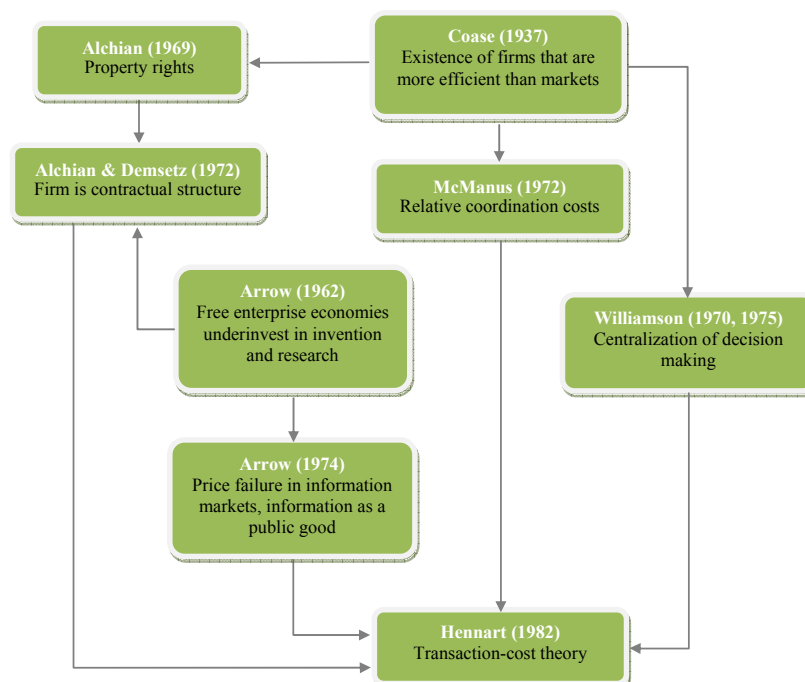 Alchian (1969)
Property rights
Coase (1937)
Existence of firms that are
more efficient than markets
Alchian & Demsetz (1972)
Firm is contractual structure
McManus (1972)
Relative coordination costs
Arrow (1962)
Free enterprise economies
underinvest in invention
and research
Williamson (1970, 1975)
Centralization of decision
making
Arrow (1974)
Price failure in information
markets, information as a
public good
Hennart (1982)
Transaction-cost theory